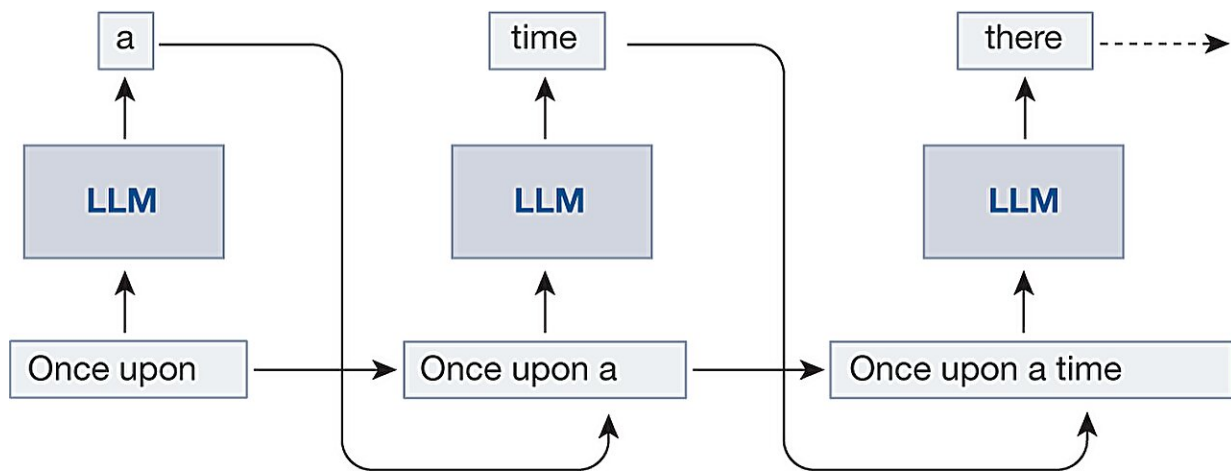 a
time
there
LLM
LLM
LLM
Once upon
Once upon a
Once upon a time